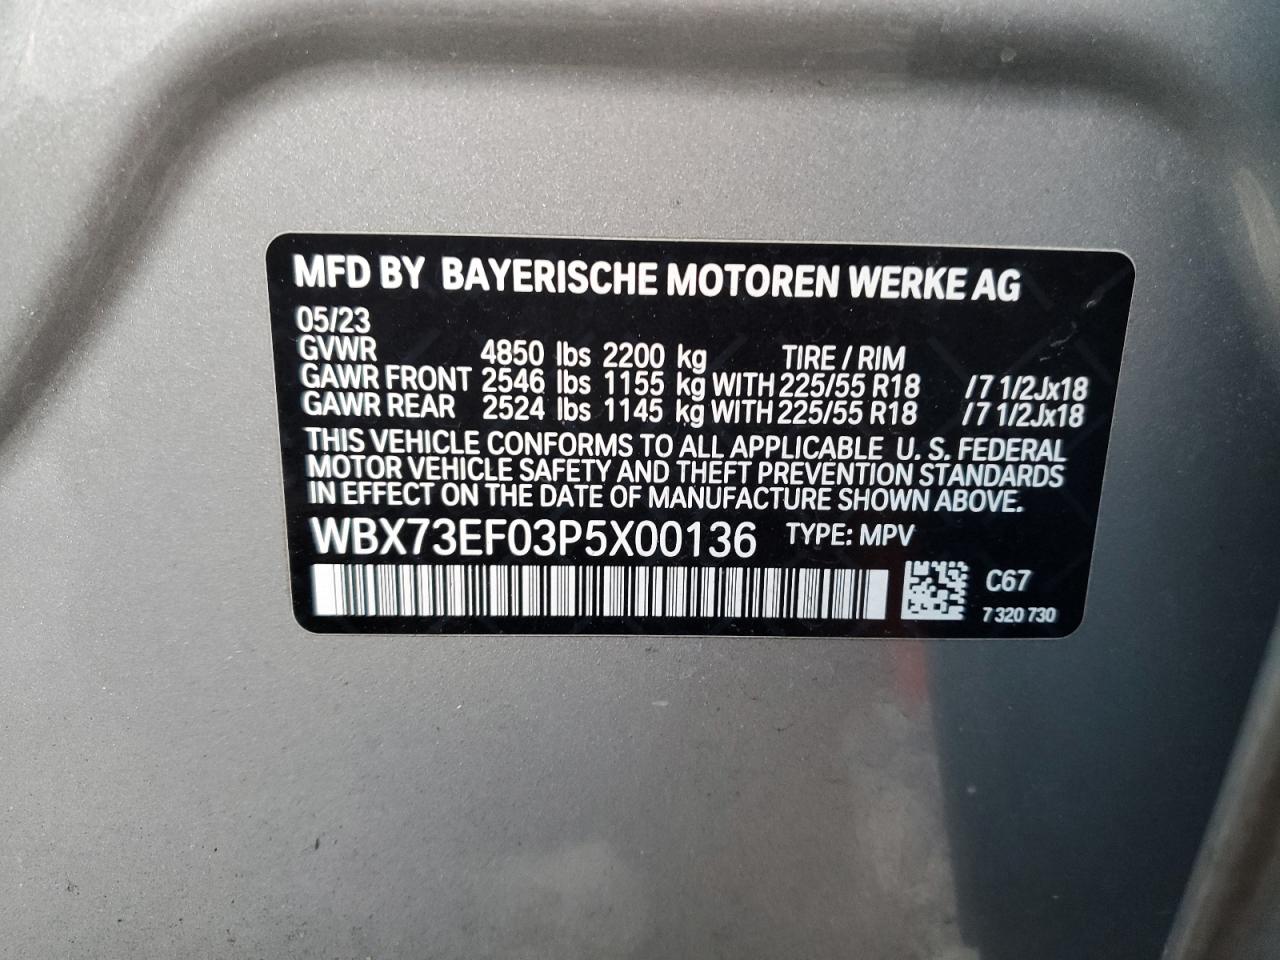 MFD BY BAYERISCHE MOTOREN WERKE AG
05/23
GVWR 4850 lbs 2200 kg TIRE / RIM
GAWR FRONT 2546 lbs 1155 kg WITH 225/55 R18 / 7 1/2Jx18
GAWR REAR 2524 lbs 1145 kg WITH 225/55 R18 / 7 1/2Jx18
THIS VEHICLE CONFORMS TO ALL APPLICABLE U. S. FEDERAL
MOTOR VEHICLE SAFETY AND THEFT PREVENTION STANDARDS
IN EFFECT ON THE DATE OF MANUFACTURE SHOWN ABOVE.
WBX73EF03P5X00136 TYPE: MPV
C67
7 320 730